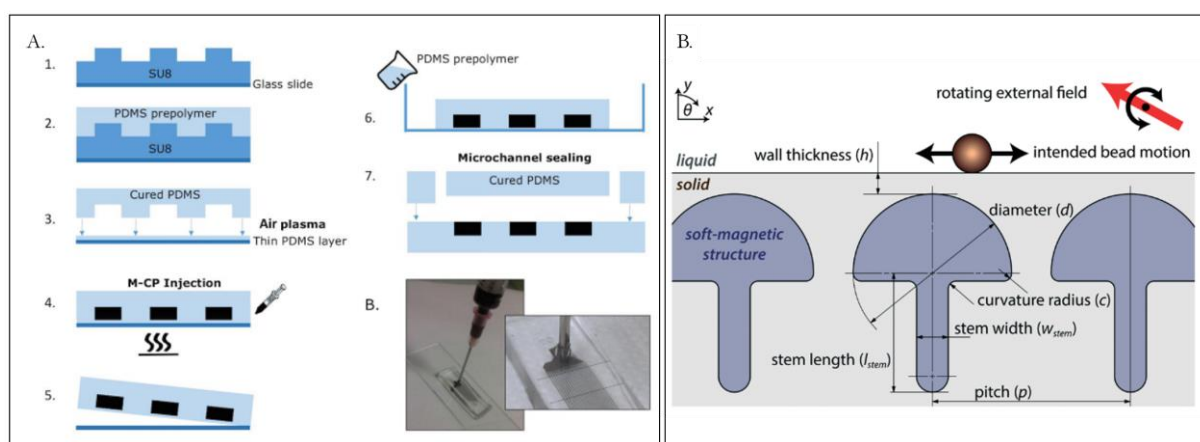 A.
1.
SU8
Glass slide
PDMS prepolymer
2.
SU8
Cured PDMS
3.
Air plasma
Thin PDMS layer
M-CP Injection
4.
5.
PDMS prepolymer
6.
Microchannel sealing
7.
Cured PDMS
B.
B.
y
θ
x
rotating external field
wall thickness (h)
intended bead motion
liquid
solid
diameter (d)
soft-magnetic
structure
curvature radius (c)
stem width (wstem)
stem length (lstem)
pitch (p)